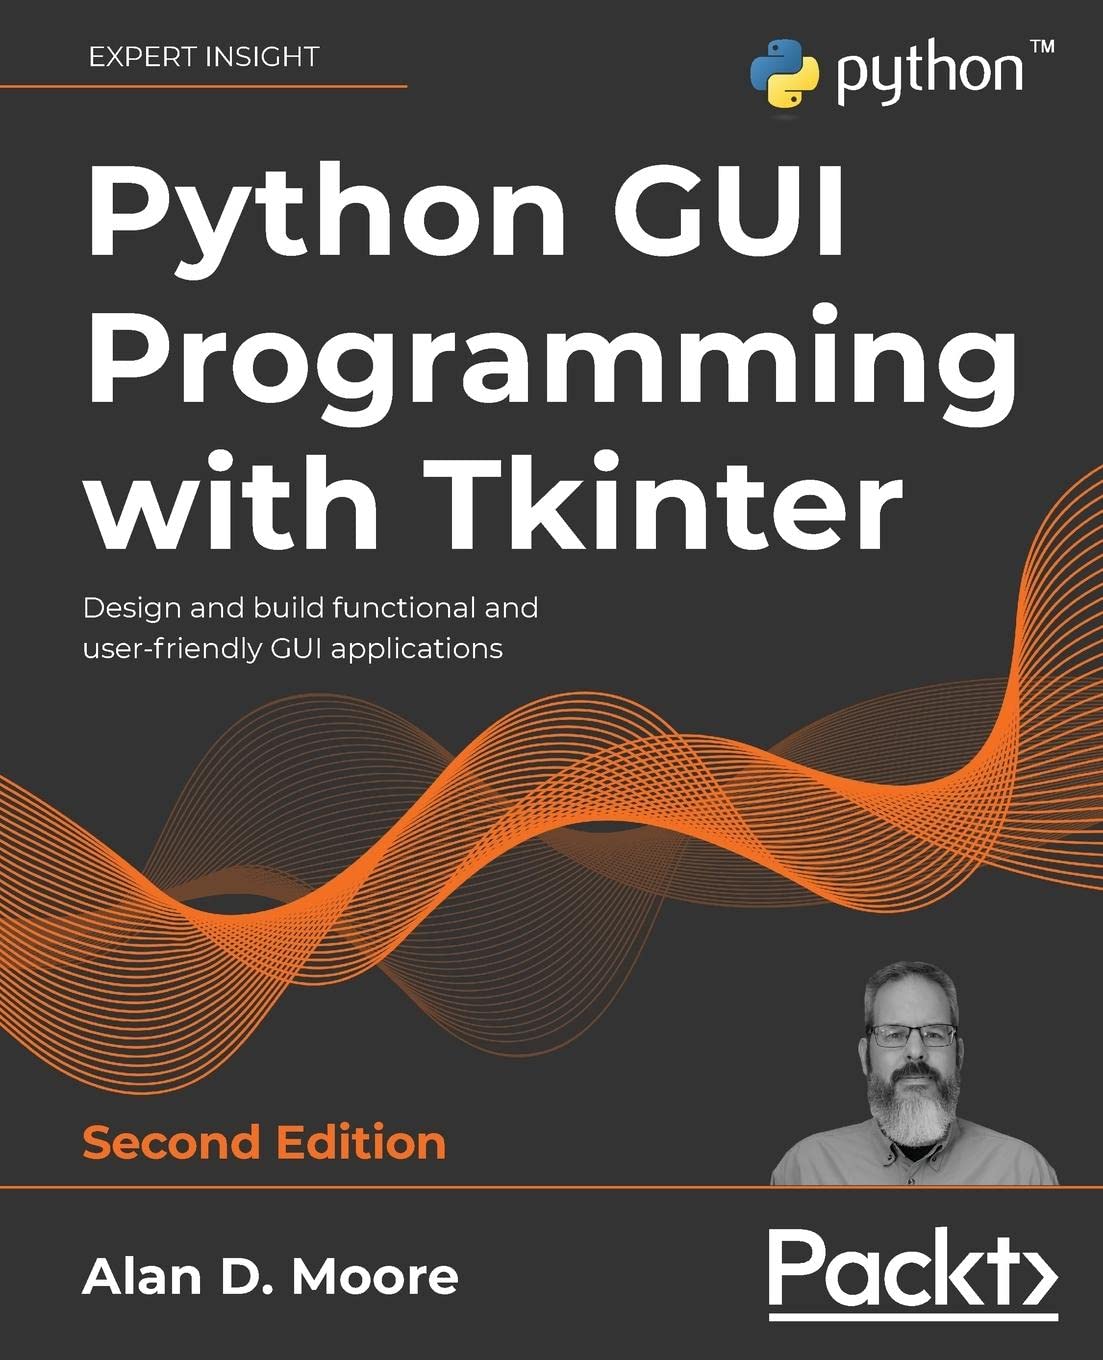 EXPERT INSIGHT
python™
Python GUI
Programming
with Tkinter
Design and build functional and
user-friendly GUI applications
Second Edition
Alan D. Moore
Packt